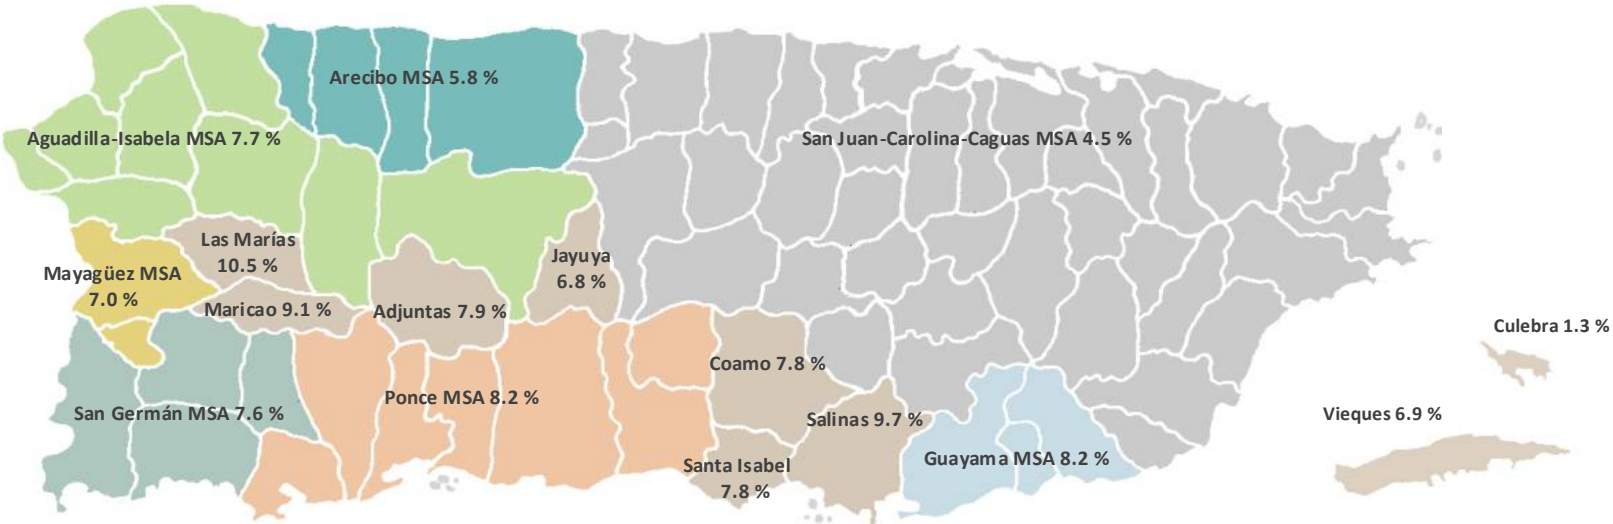 Arecibo MSA 5.8 %
Aguadilla-Isabela MSA 7.7 %
San Juan-Carolina-Caguas MSA 4.5 %
Las Marías
10.5 %
Jayuya
6.8 %
Mayagüez MSA
7.0 %
Maricao 9.1 %
Adjuntas 7.9 %
Culebra 1.3 %
Coamo 7.8 %
Ponce MSA 8.2 %
San Germán MSA 7.6 %
Salinas 9.7 %
Vieques 6.9 %
Guayama MSA 8.2 %
Santa Isabel
7.8 %